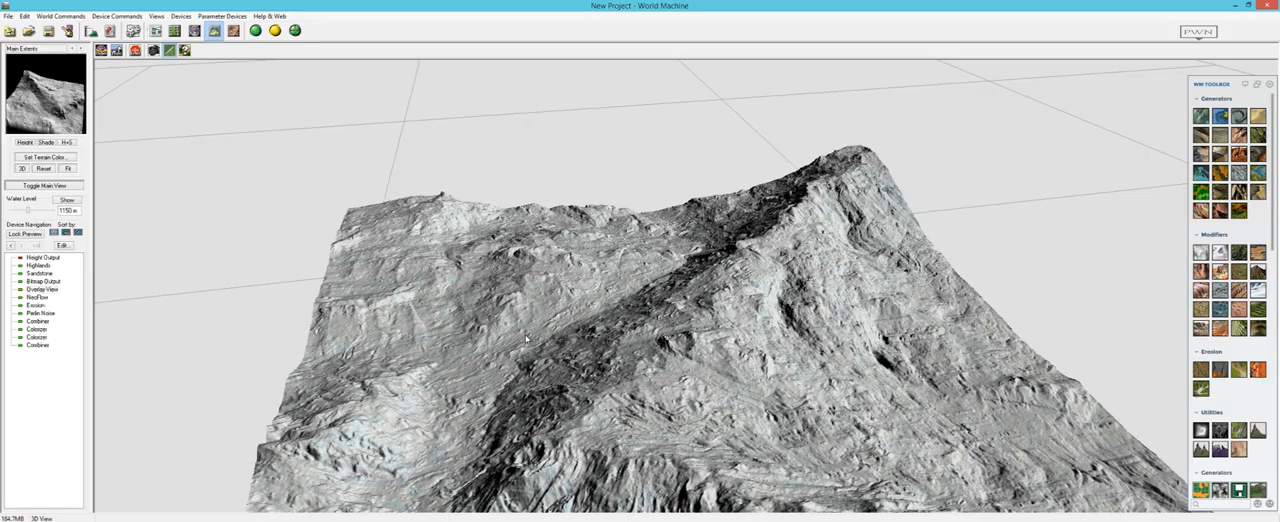 New Project - World Machine
File Edit World Commands Device Commands Views Devices Parameter Devices Help & Web
PWN
Main Extents
Height Shade H+S
Set Terrain Color...
3D Reset Fit
Toggle Main View
Water Level Show
1150 m
Device Navigation Sort by:
Lock Preview
Edit...
Height Output
Highlands
Sandstone
Bitmap Output
Overlay View
NeoFlow
Erosion
Perlin Noise
Combiner
Colorizer
Colorizer
Combiner
WM TOOLBOX
Generators
Modifiers
Erosion
Utilities
Generators
184.7MB 3D View